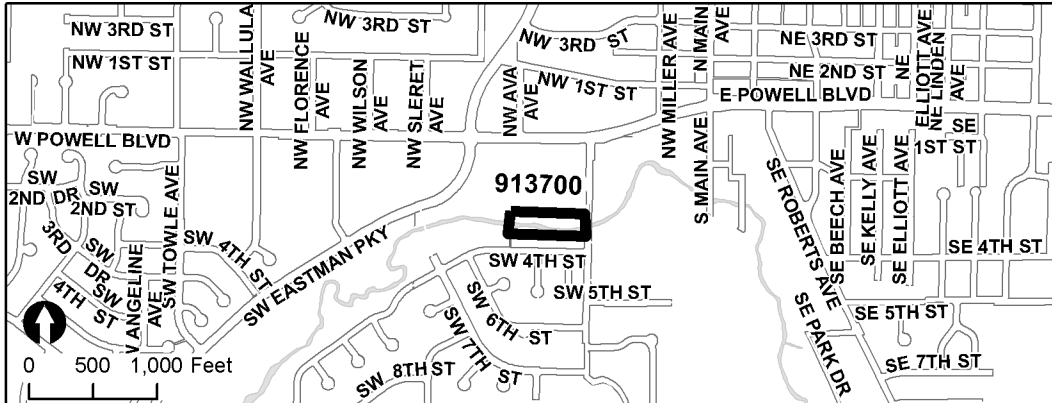 NW 3RD ST
NW 1ST ST
NW WALLULA
AVE
NW FLORENCE
AVE
NW WILSON
AVE
NW SLERET
AVE
NW AVA
AVE
NW 3RD ST
NW 1ST ST
NW MILLER AVE
N MAIN
AVE
NE 3RD ST
NE 2ND ST
NE
ELLIOTT AVE
NE LINDEN
AVE
E POWELL BLVD
W POWELL BLVD
SW
2ND DR
SW
2ND ST
3RD
SW
DR
SW
4TH ST
SW ANGELINE
AVE
SW TOWLE AVE
SW 4TH ST
SW EASTMAN PKY
913700
SW 4TH ST
SW 5TH ST
SW 6TH ST
SW 7TH ST
SW 8TH ST
S MAIN AVE
SE ROBERTS AVE
SE BEECH AVE
SE KELLY AVE
SE ELLIOTT AVE
SE
1ST ST
SE 4TH ST
SE 5TH ST
SE 7TH ST
SE PARK DR
0 500 1,000 Feet